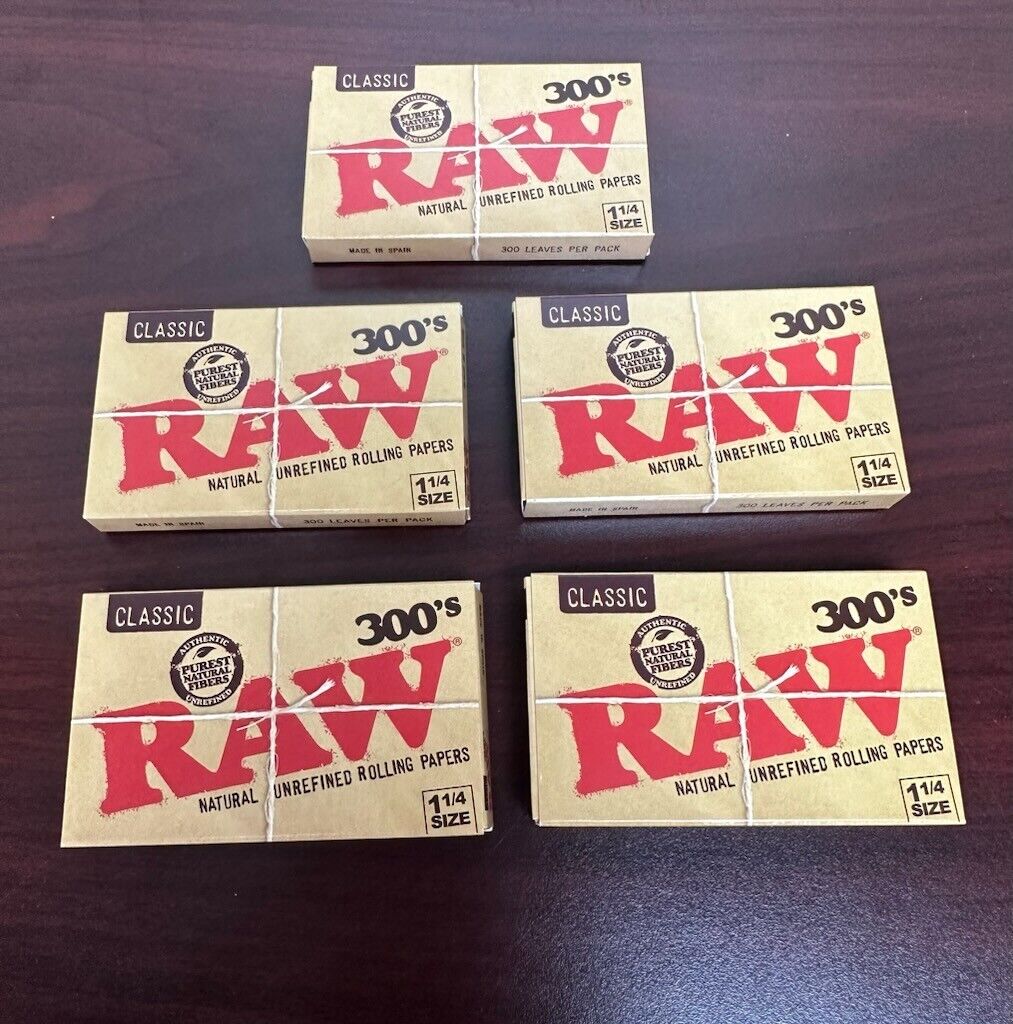 CLASSIC
300's
AUTHENTIC
PUREST
NATURAL
FIBERS
UNREFINED
RAW®
NATURAL UNREFINED ROLLING PAPERS
1 1/4
SIZE
MADE IN SPAIN
300 LEAVES PER PACK
CLASSIC
300's
AUTHENTIC
PUREST
NATURAL
FIBERS
UNREFINED
RAW®
NATURAL UNREFINED ROLLING PAPERS
1 1/4
SIZE
MADE IN SPAIN
300 LEAVES PER PACK
CLASSIC
300's
AUTHENTIC
PUREST
NATURAL
FIBERS
UNREFINED
RAW®
NATURAL UNREFINED ROLLING PAPERS
1 1/4
SIZE
MADE IN SPAIN
300 LEAVES PER PACK
CLASSIC
300's
AUTHENTIC
PUREST
NATURAL
FIBERS
UNREFINED
RAW®
NATURAL UNREFINED ROLLING PAPERS
1 1/4
SIZE
CLASSIC
300's
AUTHENTIC
PUREST
NATURAL
FIBERS
UNREFINED
RAW®
NATURAL UNREFINED ROLLING PAPERS
1 1/4
SIZE